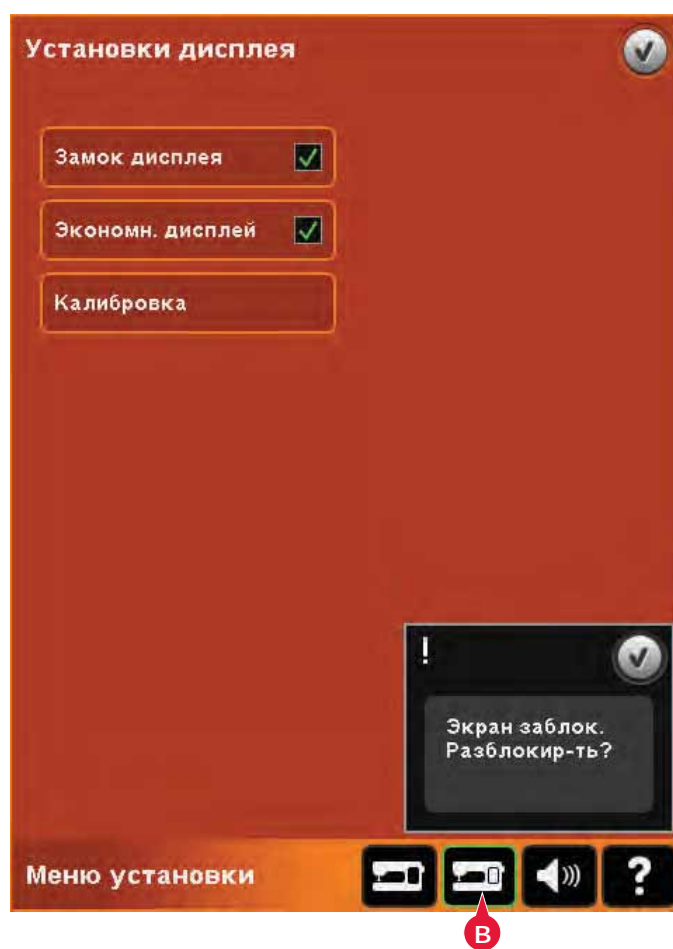 Установки дисплея
Замок дисплея
Экономн. дисплей
Калибровка
!
Экран заблок.
Разблокир-ть?
Меню установки
?
B